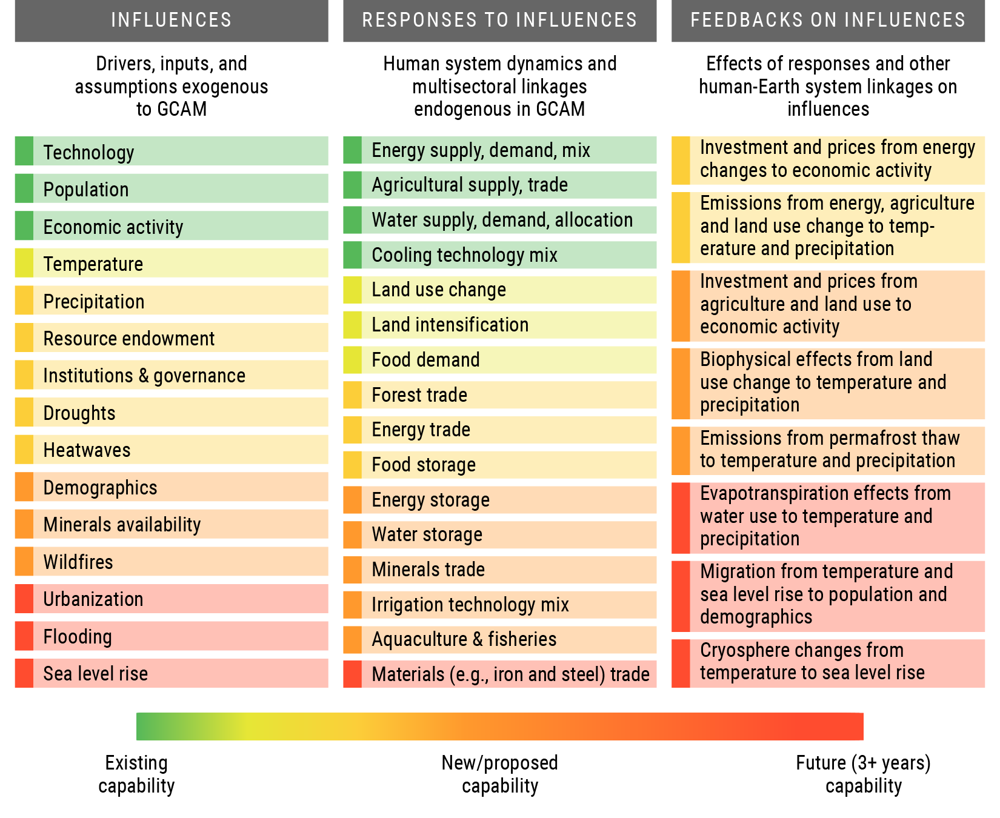 INFLUENCES
Drivers, inputs, and
assumptions exogenous
to GCAM
Technology
Population
Economic activity
Temperature
Precipitation
Resource endowment
Institutions & governance
Droughts
Heatwaves
Demographics
Minerals availability
Wildfires
Urbanization
Flooding
Sea level rise
RESPONSES TO INFLUENCES
Human system dynamics and
multisectoral linkages
endogenous in GCAM
Energy supply, demand, mix
Agricultural supply, trade
Water supply, demand, allocation
Cooling technology mix
Land use change
Land intensification
Food demand
Forest trade
Energy trade
Food storage
Energy storage
Water storage
Minerals trade
Irrigation technology mix
Aquaculture & fisheries
Materials (e.g., iron and steel) trade
FEEDBACKS ON INFLUENCES
Effects of responses and other
human-Earth system linkages on
influences
Investment and prices from energy
changes to economic activity
Emissions from energy, agriculture
and land use change to temp-
erature and precipitation
Investment and prices from
agriculture and land use to
economic activity
Biophysical effects from land
use change to temperature and
precipitation
Emissions from permafrost thaw
to temperature and precipitation
Evapotranspiration effects from
water use to temperature and
precipitation
Migration from temperature and
sea level rise to population and
demographics
Cryosphere changes from
temperature to sea level rise
Existing
capability
New/proposed
capability
Future (3+ years)
capability